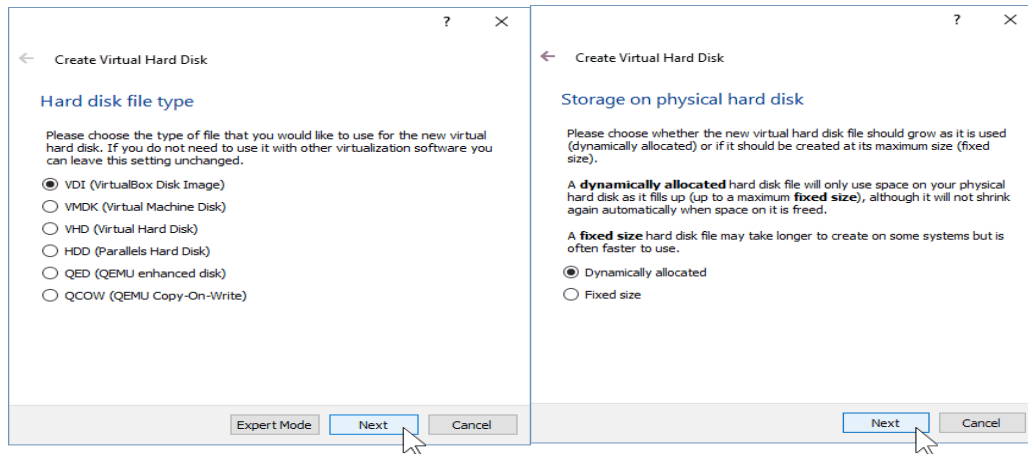 ?
Create Virtual Hard Disk
Hard disk file type
Please choose the type of file that you would like to use for the new virtual
hard disk. If you do not need to use it with other virtualization software you
can leave this setting unchanged.
VDI (VirtualBox Disk Image)
VMDK (Virtual Machine Disk)
VHD (Virtual Hard Disk)
HDD (Parallels Hard Disk)
QED (QEMU enhanced disk)
QCOW (QEMU Copy-On-Write)
Expert Mode Next Cancel
?
Create Virtual Hard Disk
Storage on physical hard disk
Please choose whether the new virtual hard disk file should grow as it is used
(dynamically allocated) or if it should be created at its maximum size (fixed
size).
A dynamically allocated hard disk file will only use space on your physical
hard disk as it fills up (up to a maximum fixed size), although it will not shrink
again automatically when space on it is freed.
A fixed size hard disk file may take longer to create on some systems but is
often faster to use.
Dynamically allocated
Fixed size
Next Cancel